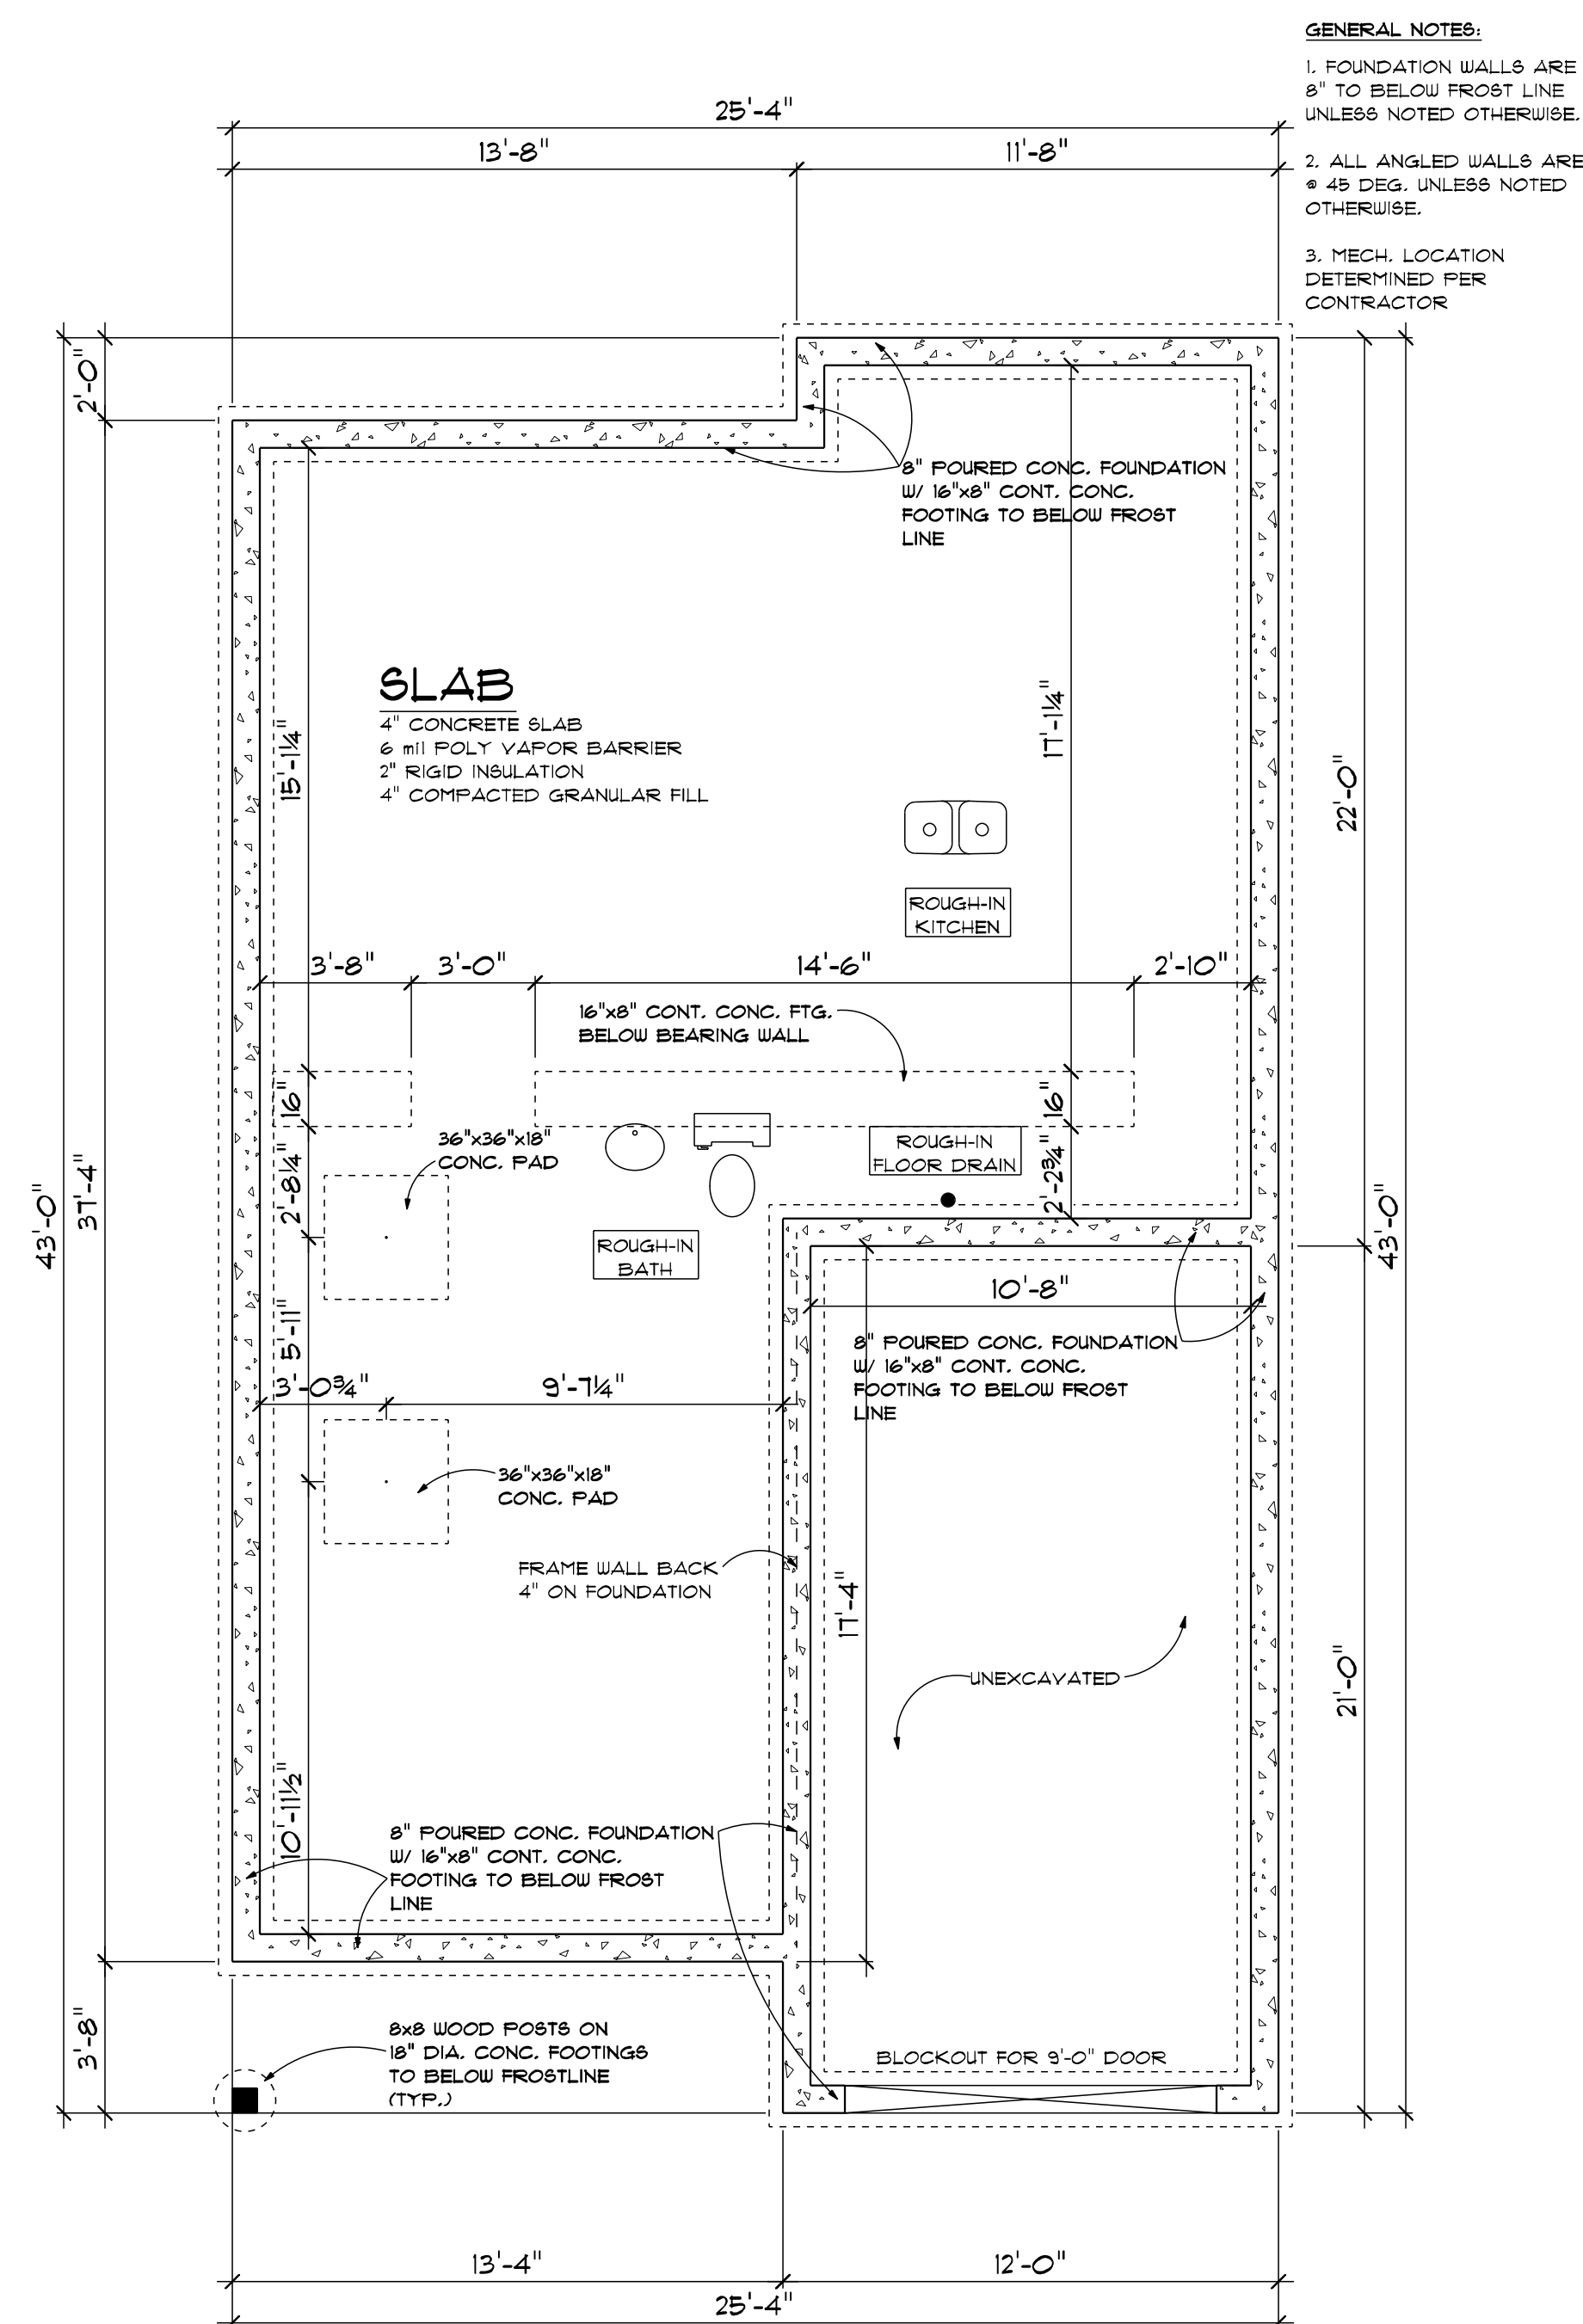 GENERAL NOTES:
1. FOUNDATION WALLS ARE
8" TO BELOW FROST LINE
UNLESS NOTED OTHERWISE.
2. ALL ANGLED WALLS ARE
@ 45 DEG. UNLESS NOTED
OTHERWISE.
3. MECH. LOCATION
DETERMINED PER
CONTRACTOR
25'-4"
13'-8"
11'-8"
2'-0"
8" POURED CONC. FOUNDATION
W/ 16"x8" CONT. CONC.
FOOTING TO BELOW FROST
LINE
SLAB
4" CONCRETE SLAB
6 mil POLY VAPOR BARRIER
2" RIGID INSULATION
4" COMPACTED GRANULAR FILL
15'-1¼"
17'-1¼"
22'-0"
ROUGH-IN
KITCHEN
3'-8"
3'-0"
14'-6"
2'-10"
16"x8" CONT. CONC. FTG.
BELOW BEARING WALL
16"
16"
36"x36"x18"
CONC. PAD
ROUGH-IN
FLOOR DRAIN
2'-8¼"
2'-2¾"
43'-0"
37'-4"
43'-0"
ROUGH-IN
BATH
10'-8"
5'-11"
8" POURED CONC. FOUNDATION
W/ 16"x8" CONT. CONC.
FOOTING TO BELOW FROST
LINE
3'-0¾"
9'-7¼"
36"x36"x18"
CONC. PAD
FRAME WALL BACK
4" ON FOUNDATION
17'-4"
UNEXCAVATED
21'-0"
10'-11½"
8" POURED CONC. FOUNDATION
W/ 16"x8" CONT. CONC.
FOOTING TO BELOW FROST
LINE
3'-8"
8x8 WOOD POSTS ON
18" DIA. CONC. FOOTINGS
TO BELOW FROSTLINE
(TYP.)
BLOCKOUT FOR 9'-0" DOOR
13'-4"
12'-0"
25'-4"